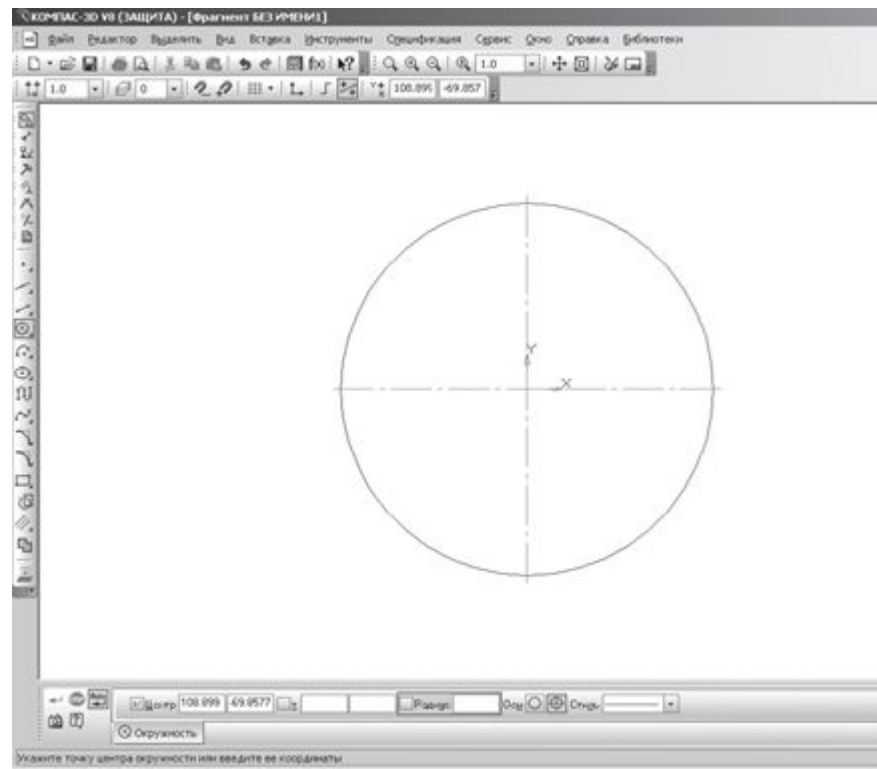 КОМПАС-3D V8 (ЗАЩИТА) - [Фрагмент БЕЗ ИМЕНИ1]
Файл Редактор Выделить Вид Вставка Инструменты Спецификация Сервис Окно Справка Библиотеки
1.0
1.0 0 108.899 -69.857
Y
X
Центр 108.899 -69.8577 Радиус Оси Стиль
Окружность
Укажите точку центра окружности или введите ее координаты